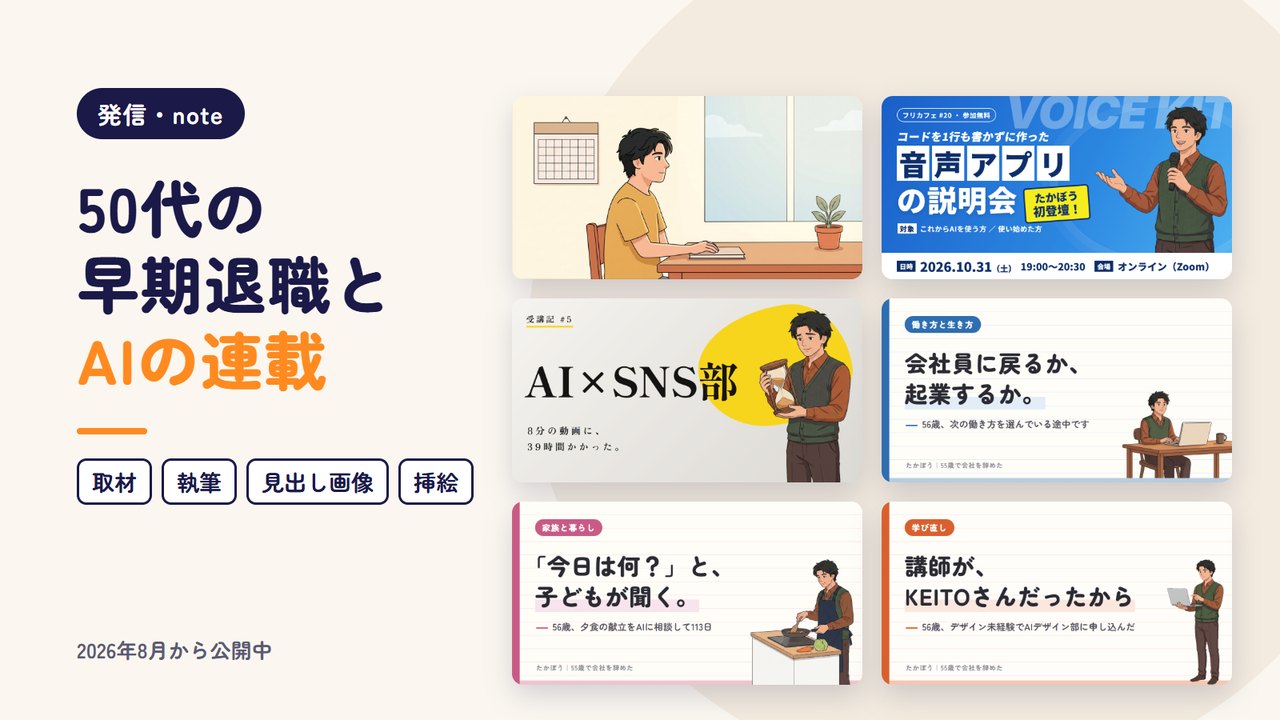 発信・note
50代の
早期退職と
AIの連載
取材
執筆
見出し画像
挿絵
2026年8月から公開中
VOICE KIT
フリカフェ #20 ・ 参加無料
コードを1行も書かずに作った
音声アプリ
の説明会
たかぼう
初登壇！
対象 これからAIを使う方 ／ 使い始めた方
日時 2026.10.31（土） 19:00〜20:30 会場 オンライン（Zoom）
受講記 #5
AI×SNS部
8分の動画に、
39時間かかった。
働き方と生き方
会社員に戻るか、
起業するか。
56歳、次の働き方を選んでいる途中です
たかぼう｜55歳で会社を辞めた
家族と暮らし
「今日は何？」と、
子どもが聞く。
56歳、夕食の献立をAIに相談して113日
たかぼう｜55歳で会社を辞めた
学び直し
講師が、
KEITOさんだったから
56歳、デザイン未経験でAIデザイン部に申し込んだ
たかぼう｜55歳で会社を辞めた